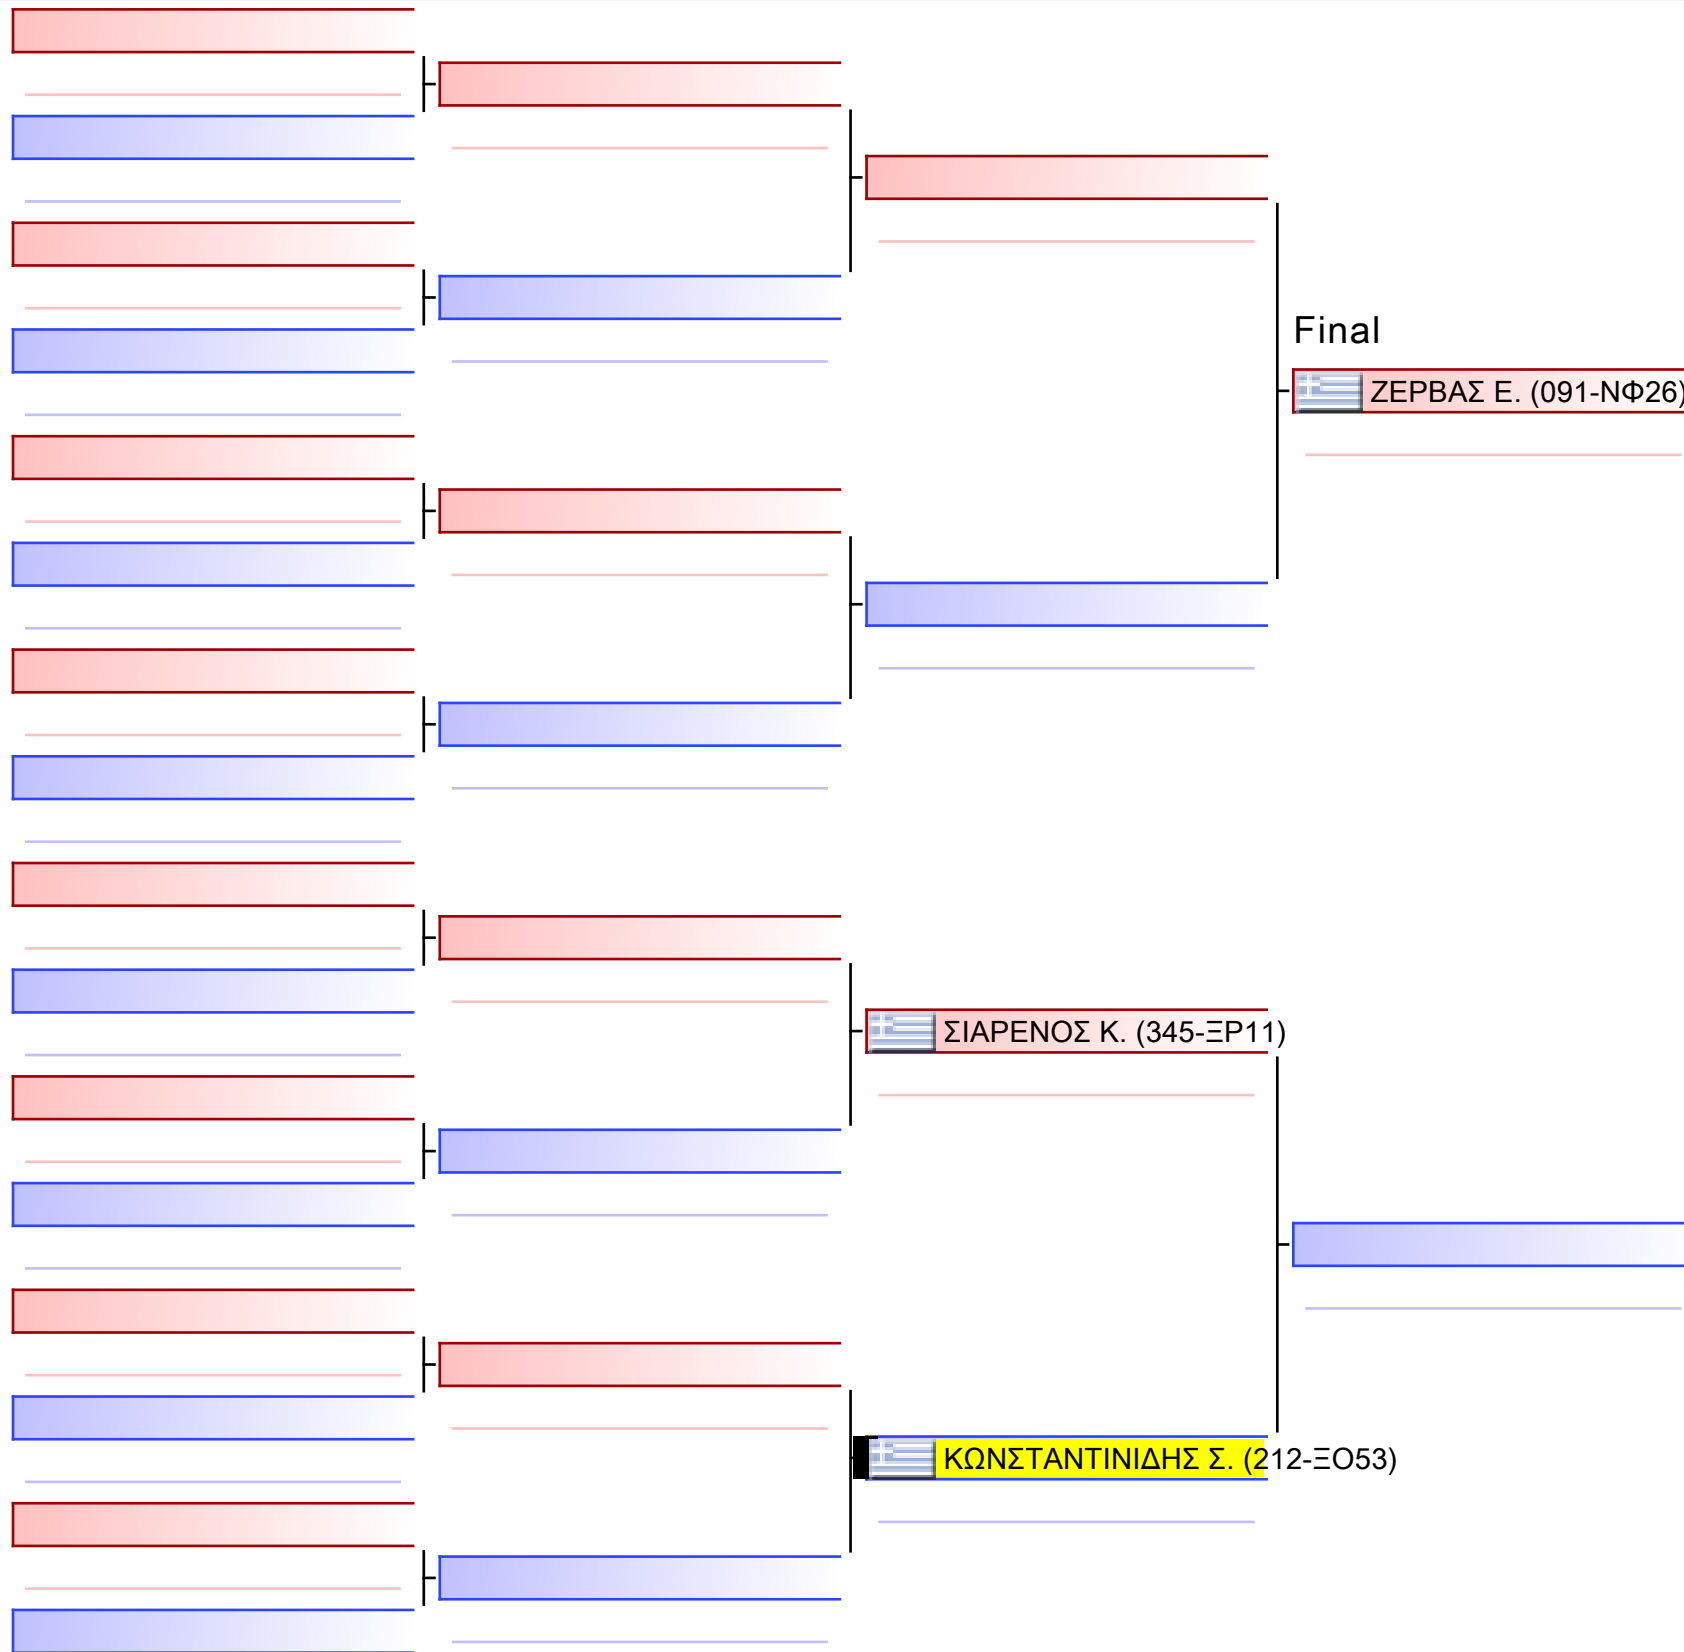 Final
ΖΕΡΒΑΣ Ε. (091-ΝΦ26)
ΣΙΑΡΕΝΟΣ Κ. (345-ΞΡ11)
ΚΩΝΣΤΑΝΤΙΝΙΔΗΣ Σ. (212-ΞΟ53)